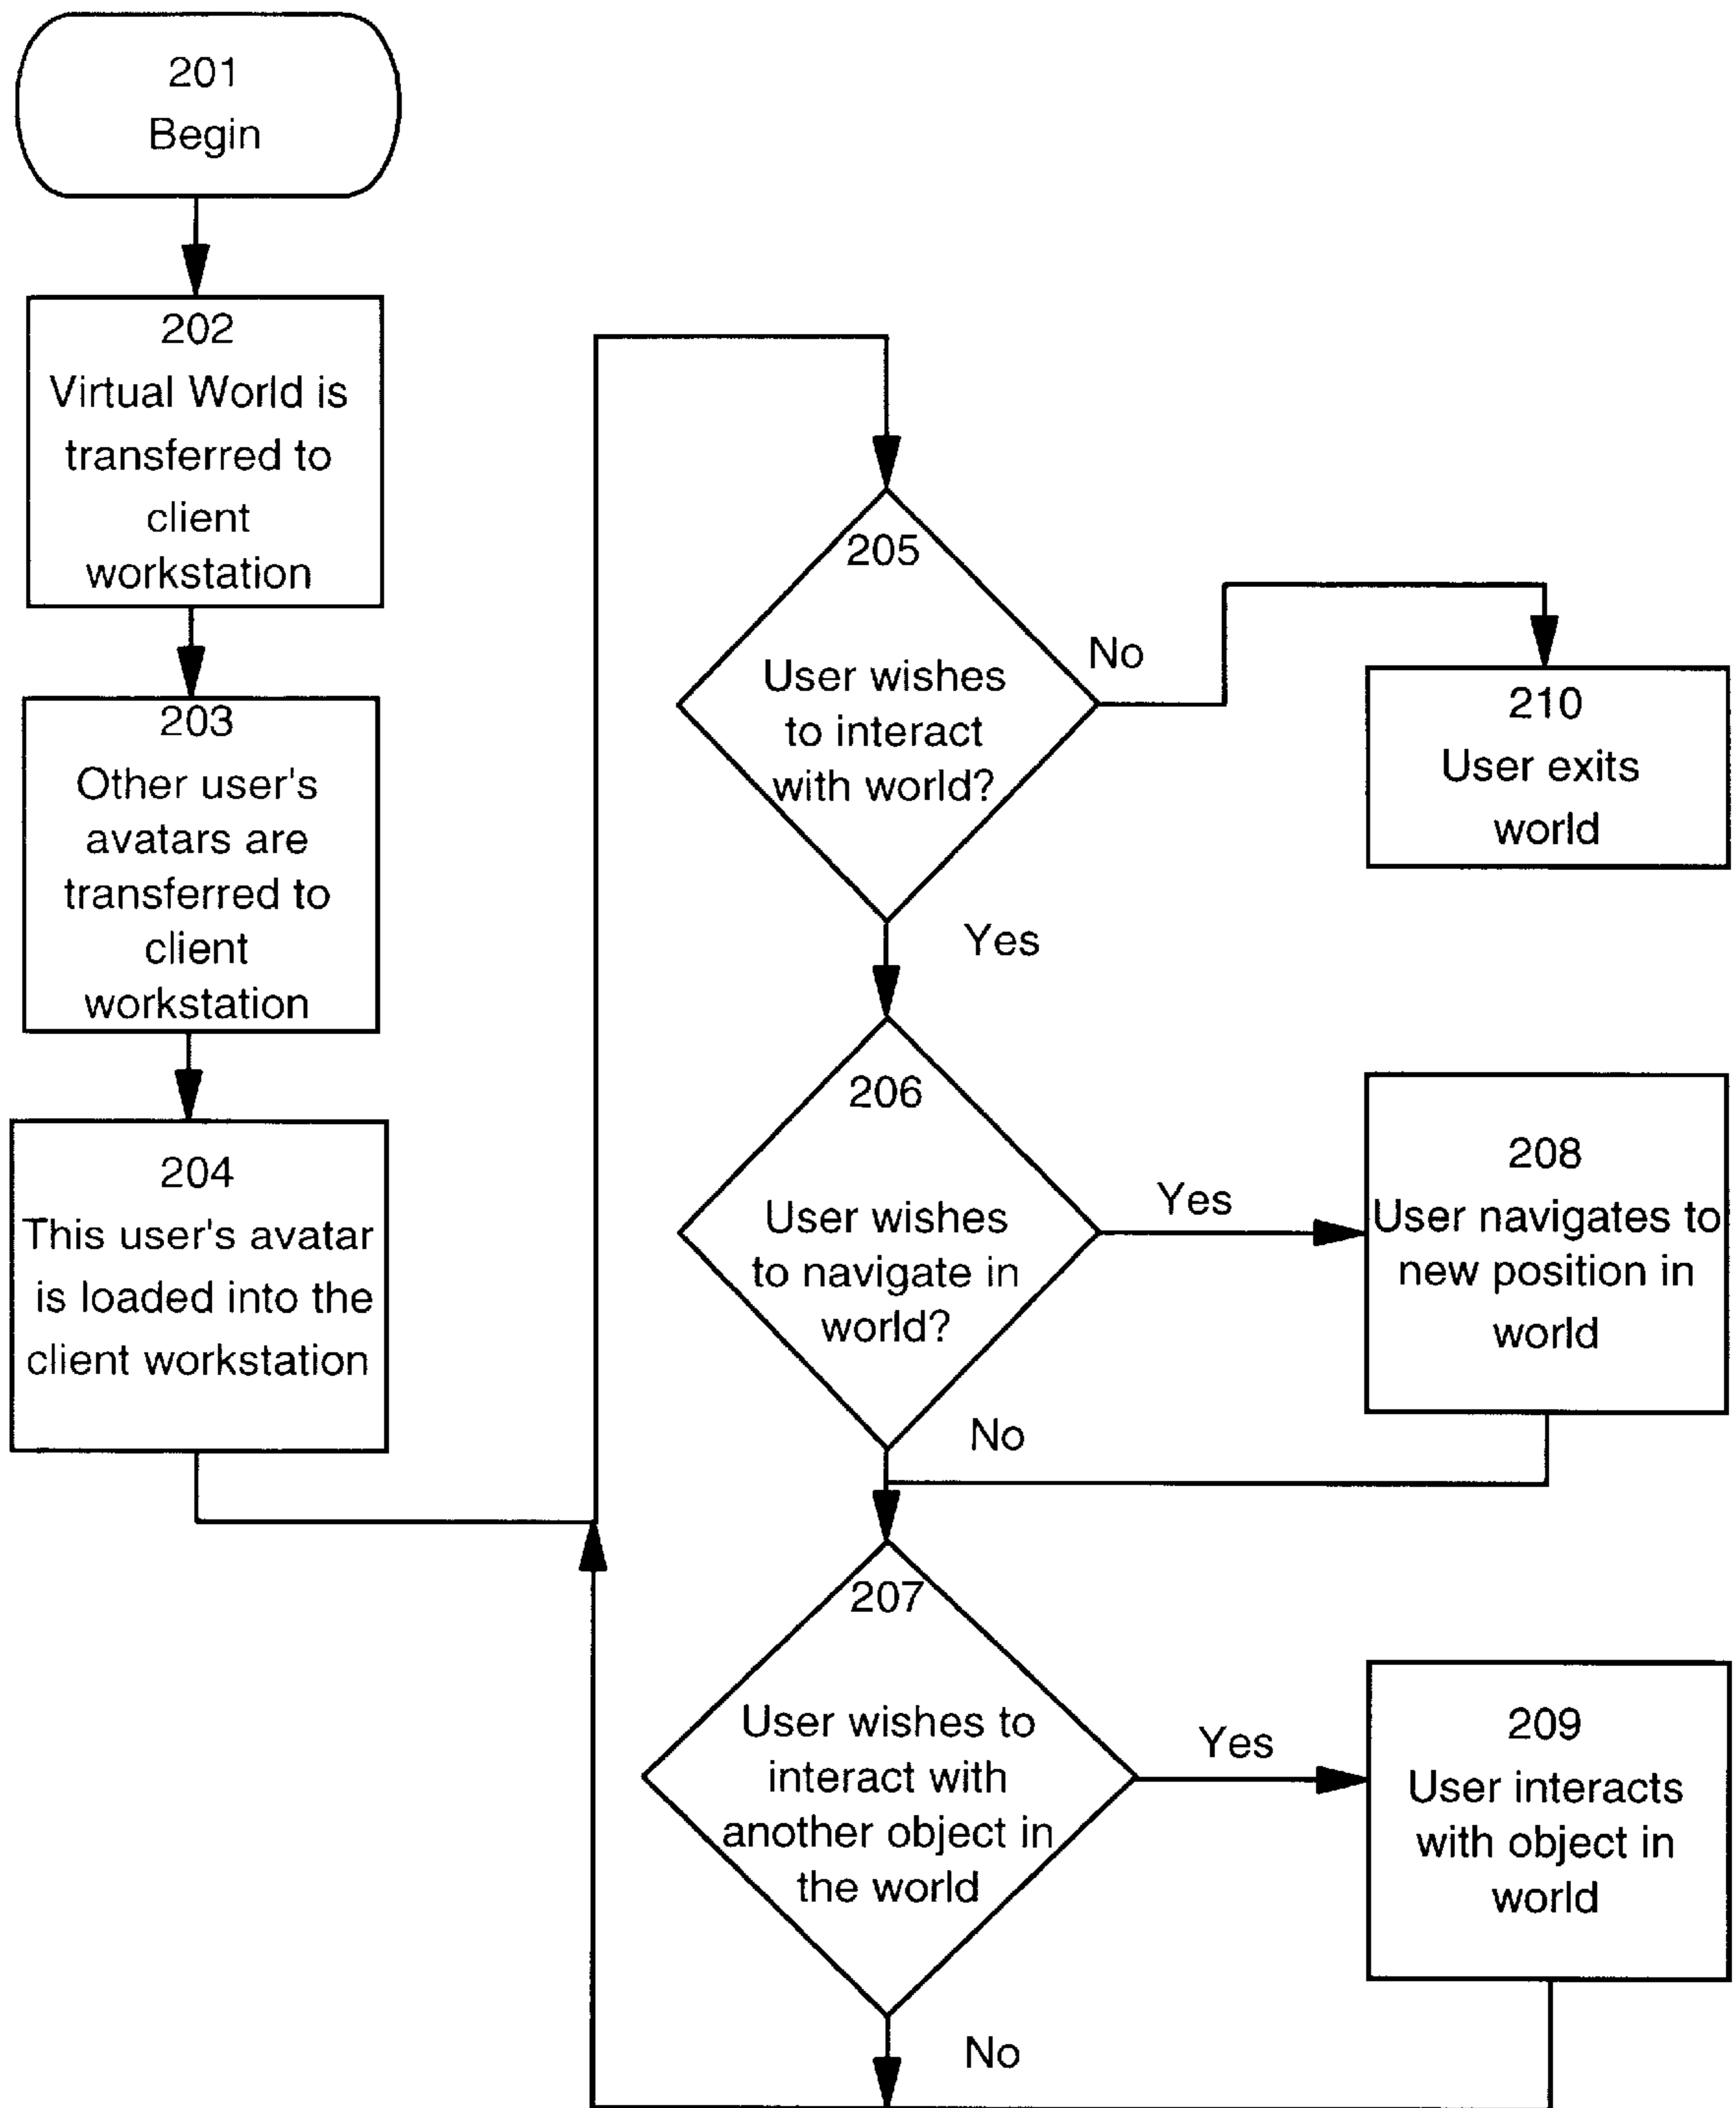 201
Begin
202
Virtual World is
transferred to
client
workstation
203
Other user's
avatars are
transferred to
client
workstation
204
This user's avatar
is loaded into the
client workstation
205
User wishes
to interact
with world?
No
210
User exits
world
Yes
206
User wishes
to navigate in
world?
Yes
208
User navigates to
new position in
world
No
207
User wishes to
interact with
another object in
the world
Yes
209
User interacts
with object in
world
No